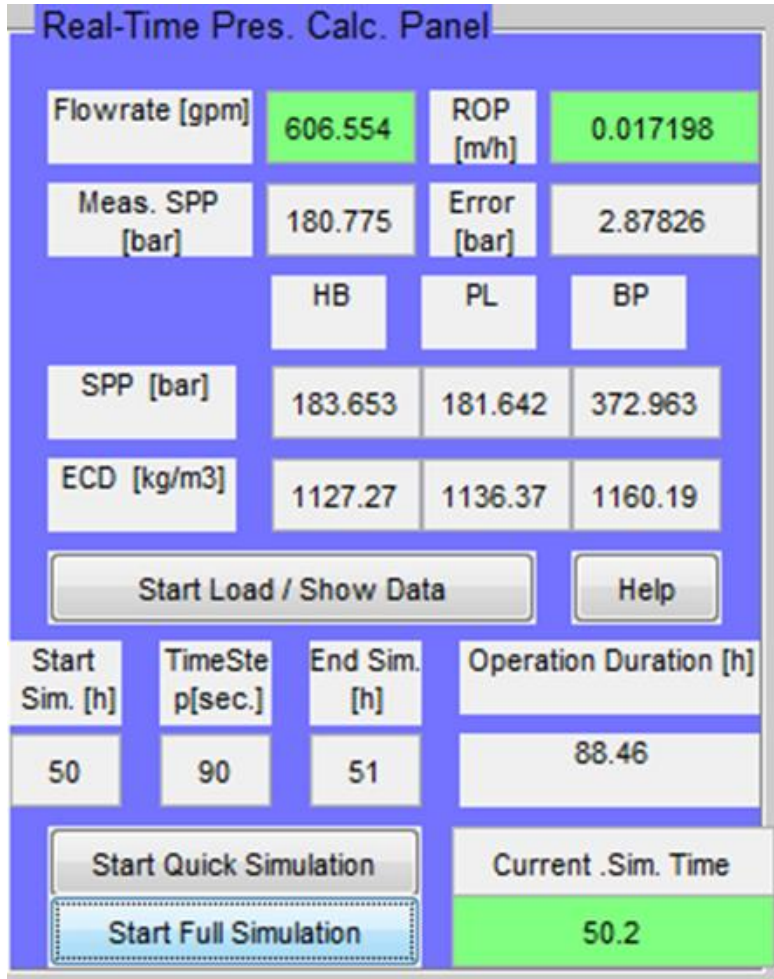 Real-Time Pres. Calc. Panel
Flowrate [gpm]
606.554
ROP
[m/h]
0.017198
Meas. SPP
[bar]
180.775
Error
[bar]
2.87826
HB
PL
BP
SPP [bar]
183.653
181.642
372.963
ECD [kg/m3]
1127.27
1136.37
1160.19
Start Load / Show Data
Help
Start
Sim. [h]
TimeSte
p[sec.]
End Sim.
[h]
Operation Duration [h]
50
90
51
88.46
Start Quick Simulation
Current .Sim. Time
Start Full Simulation
50.2